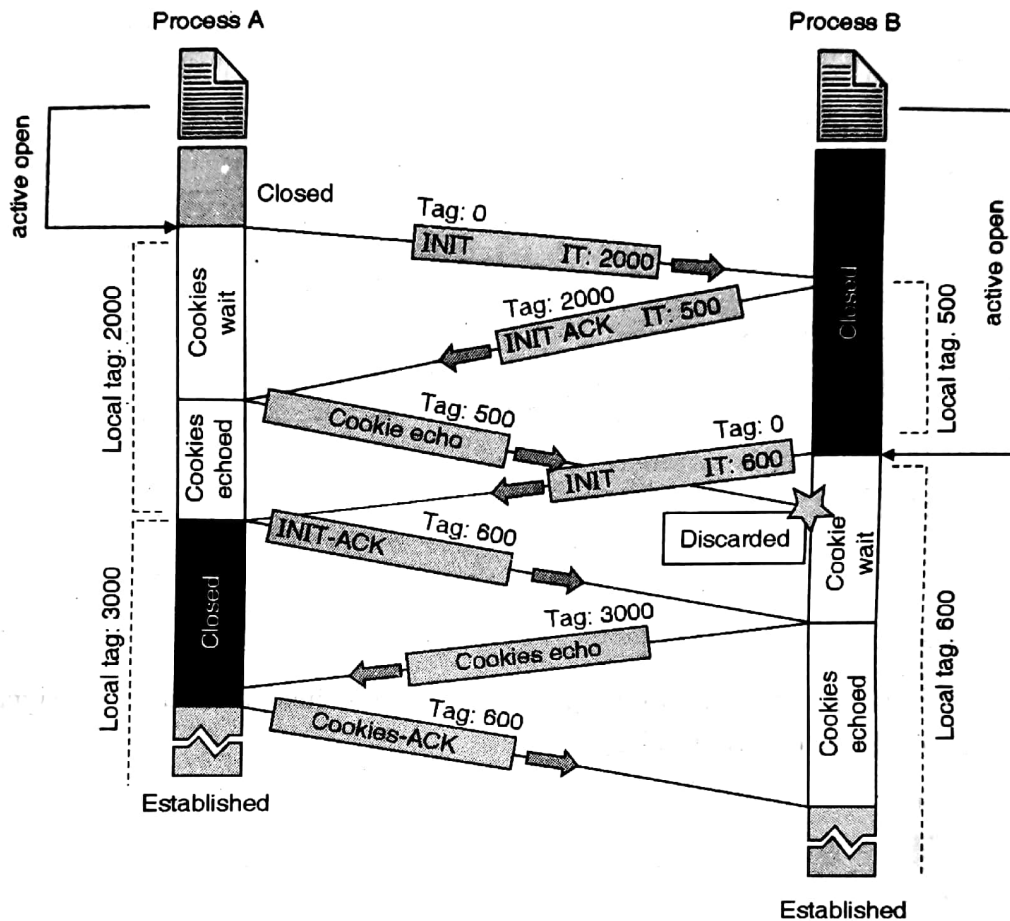 Process A
Process B
active open
Closed
active open
Tag: 0
INIT IT: 2000
Tag: 2000
INIT ACK IT: 500
Local tag: 2000
Cookies
wait
Closed
Local tag. 500
Tag: 500
Cookie echo
Tag: 0
INIT IT: 600
Cookies
echoed
Discarded
Cookie
wait
Tag: 600
INIT-ACK
Local tag: 3000
Closed
Tag: 3000
Cookies echo
Local tag. 600
Tag: 600
Cookies-ACK
Cookies
echoed
Established
Established